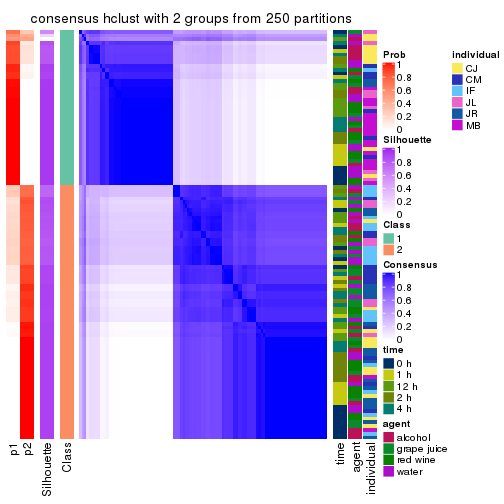 consensus hclust with 2 groups from 250 partitions
p1
p2
Silhouette
Class
time
agent
individual
Prob
1
0.8
0.6
0.4
0.2
0
Silhouette
1
0.8
0.6
0.4
0.2
0
Class
1
2
Consensus
1
0.8
0.6
0.4
0.2
0
time
0 h
1 h
12 h
2 h
4 h
agent
alcohol
grape juice
red wine
water
individual
CJ
CM
IF
JL
JR
MB